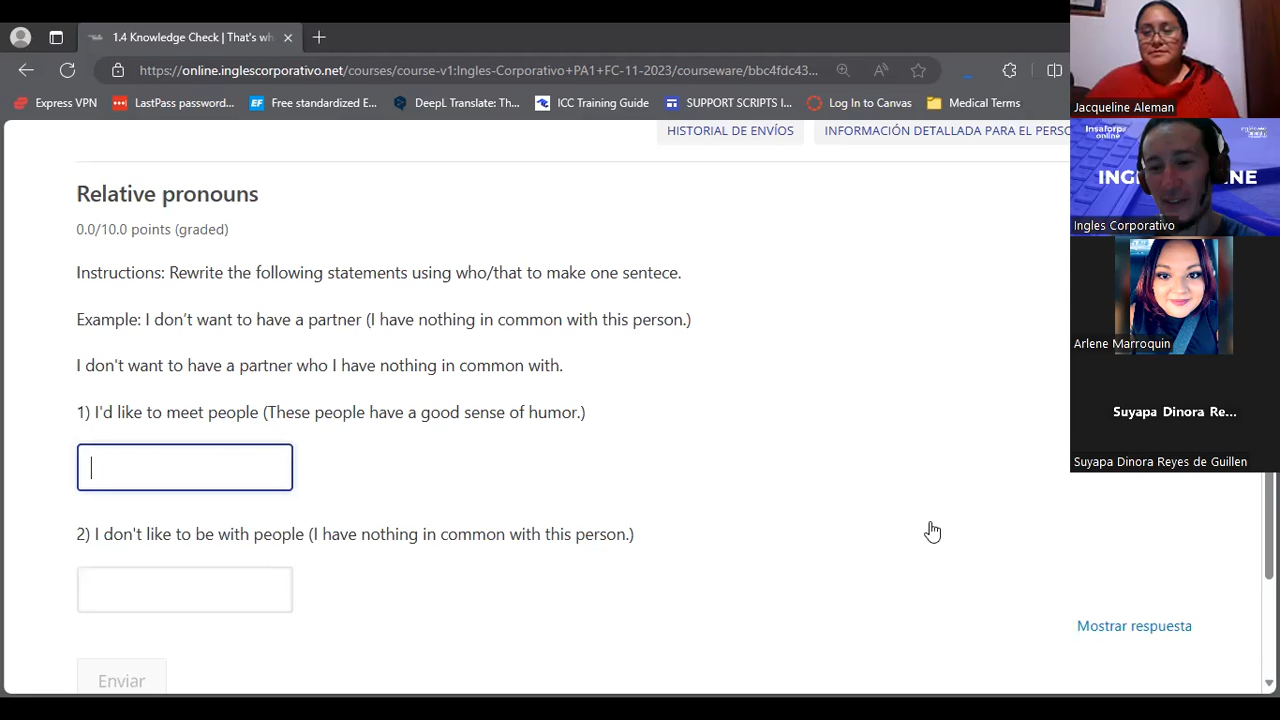 1.4 Knowledge Check | That's wh
https://online.inglescorporativo.net/courses/course-v1:Ingles-Corporativo+PA1+FC-11-2023/courseware/bbc4fdc43...
Express VPN
LastPass password...
Free standardized E...
DeepL Translate: Th...
ICC Training Guide
SUPPORT SCRIPTS I...
Log In to Canvas
Medical Terms
HISTORIAL DE ENVÍOS
INFORMACIÓN DETALLADA PARA EL PERSO
Relative pronouns
0.0/10.0 points (graded)
Instructions: Rewrite the following statements using who/that to make one sentece.
Example: I don't want to have a partner (I have nothing in common with this person.)
I don't want to have a partner who I have nothing in common with.
1) I'd like to meet people (These people have a good sense of humor.)
2) I don't like to be with people (I have nothing in common with this person.)
Mostrar respuesta
Enviar
Jacqueline Aleman
Insaforp
online
Ingles Corporativo
Arlene Marroquin
Suyapa Dinora Re...
Suyapa Dinora Reyes de Guillen